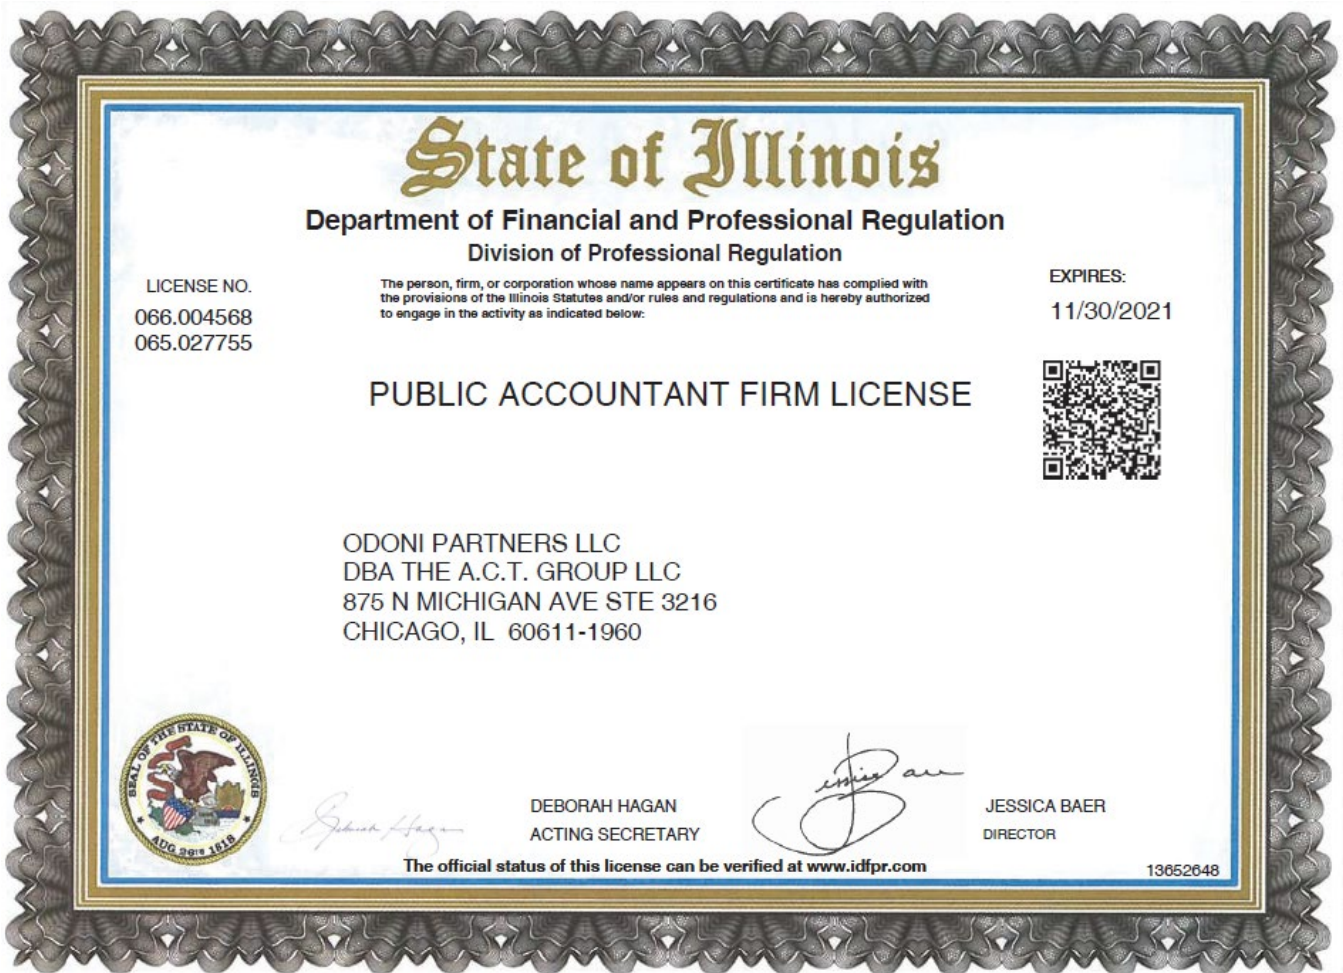 State of Illinois
Department of Financial and Professional Regulation
Division of Professional Regulation
LICENSE NO.
066.004568
065.027755
The person, firm, or corporation whose name appears on this certificate has complied with
the provisions of the Illinois Statutes and/or rules and regulations and is hereby authorized
to engage in the activity as indicated below:
EXPIRES:
11/30/2021
PUBLIC ACCOUNTANT FIRM LICENSE
ODONI PARTNERS LLC
DBA THE A.C.T. GROUP LLC
875 N MICHIGAN AVE STE 3216
CHICAGO, IL 60611-1960
SEAL OF THE STATE OF ILLINOIS
AUG. 26TH 1818
Deborah Hagan
DEBORAH HAGAN
ACTING SECRETARY
JESSICA BAER
DIRECTOR
The official status of this license can be verified at www.idfpr.com
13652648